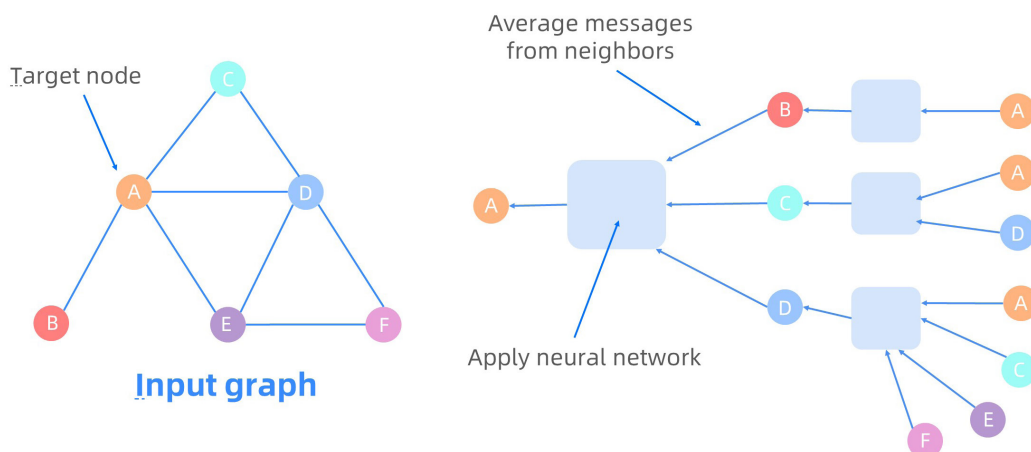 Target node
C
A
D
B
E
F
Input graph
Average messages
from neighbors
B
A
A
A
C
D
D
A
C
E
F
Apply neural network